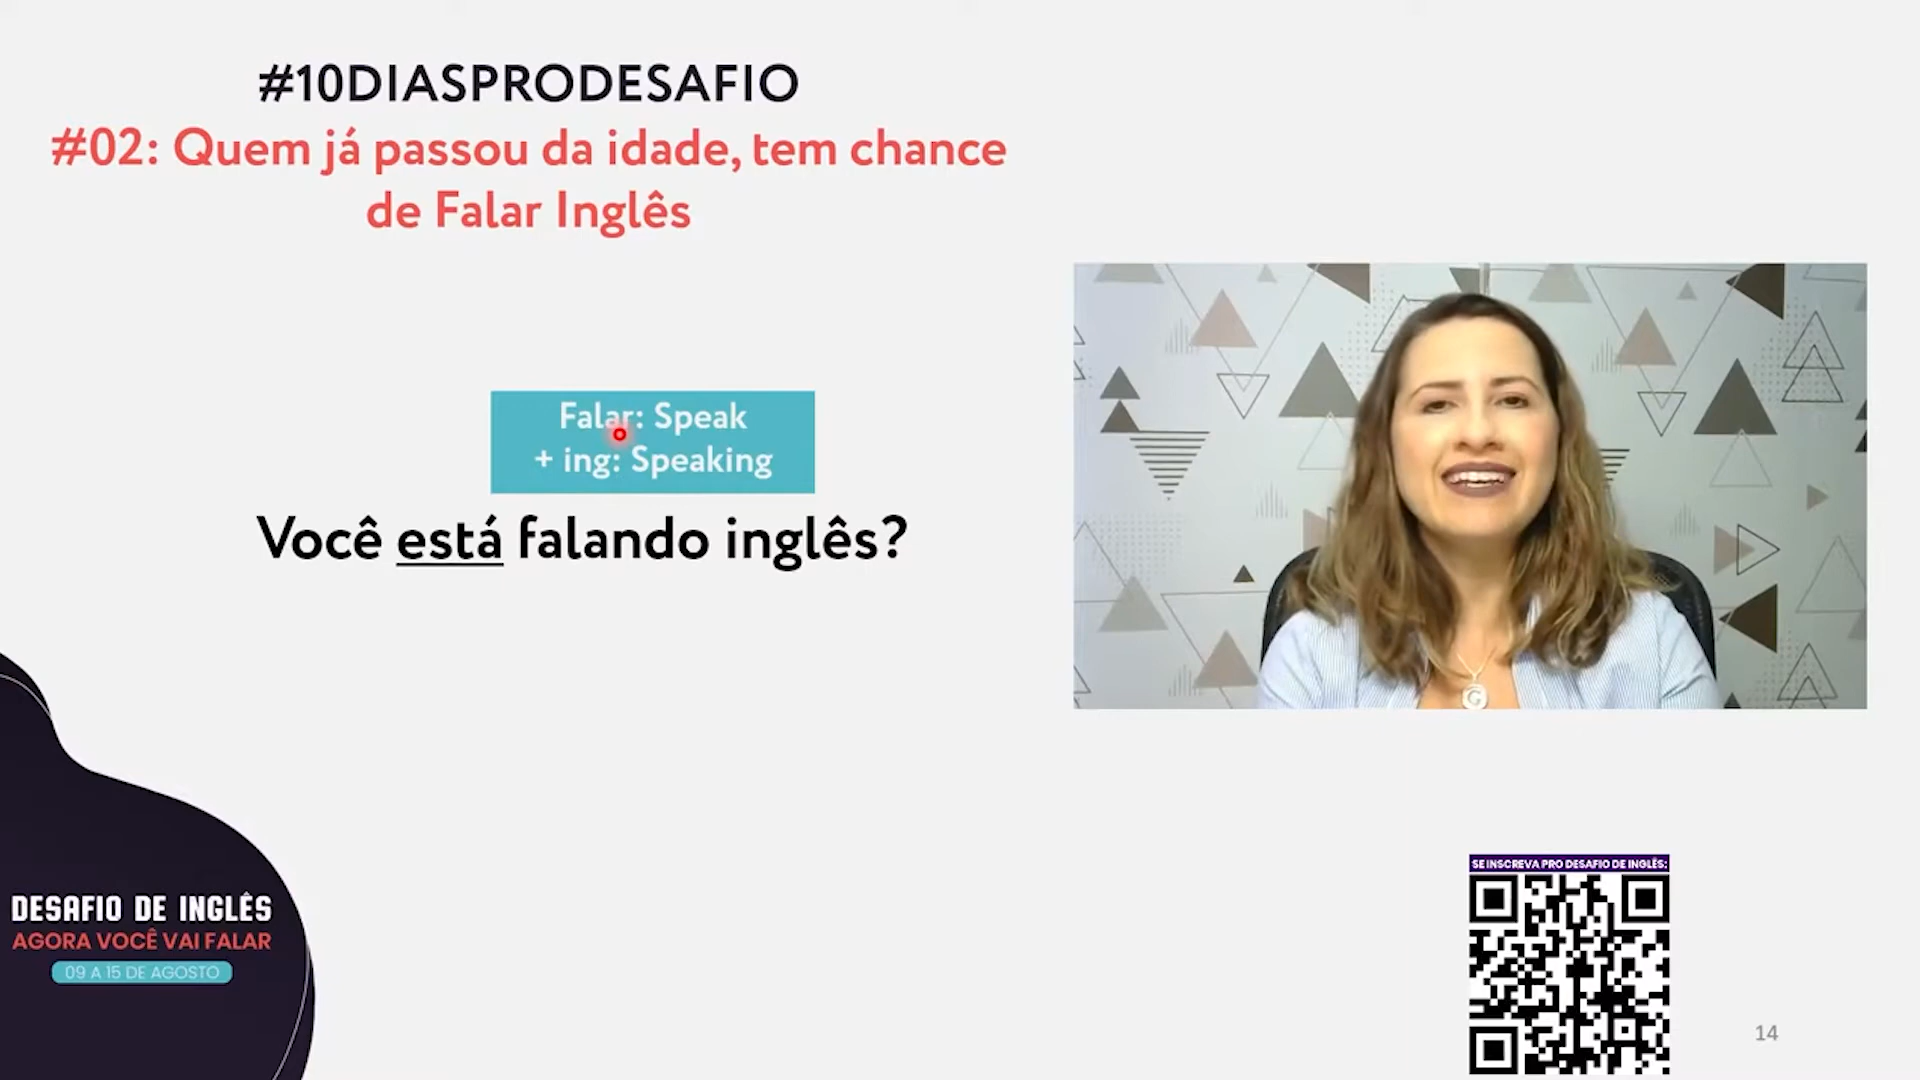 #10DIASPRODESAFIO
#02: Quem já passou da idade, tem chance
de Falar Inglês
Falar: Speak
+ ing: Speaking
Você está falando inglês?
G
DESAFIO DE INGLÊS
AGORA VOCÊ VAI FALAR
09 A 15 DE AGOSTO
SE INSCREVA PRO DESAFIO DE INGLÊS:
14